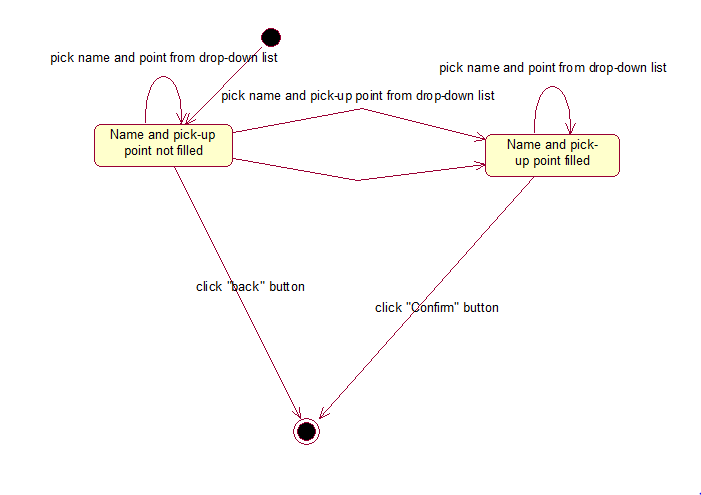 pick name and point from drop-down list
pick name and point from drop-down list
pick name and pick-up point from drop-down list
Name and pick-up
point not filled
Name and pick-
up point filled
click "back" button
click "Confirm" button